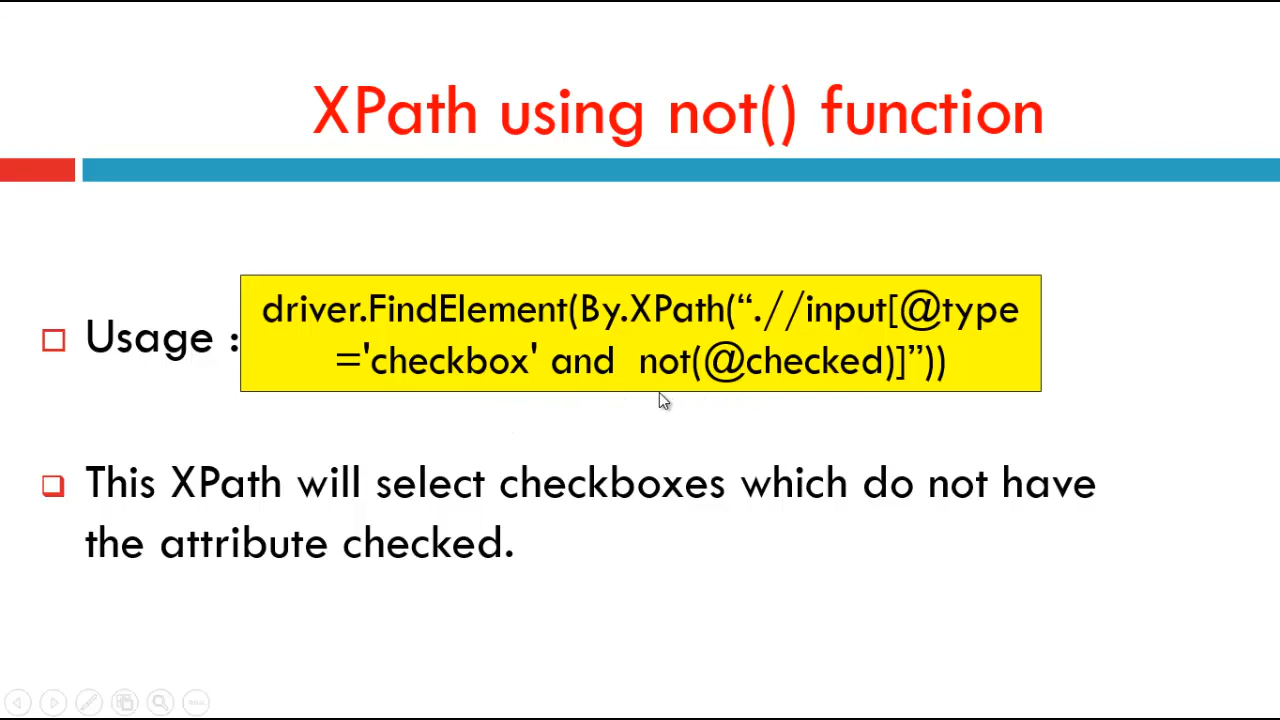 XPath using not() function
Usage :
driver.FindElement(By.XPath(“.//input[@type
='checkbox' and  not(@checked)]”))
This XPath will select checkboxes which do not have
the attribute checked.